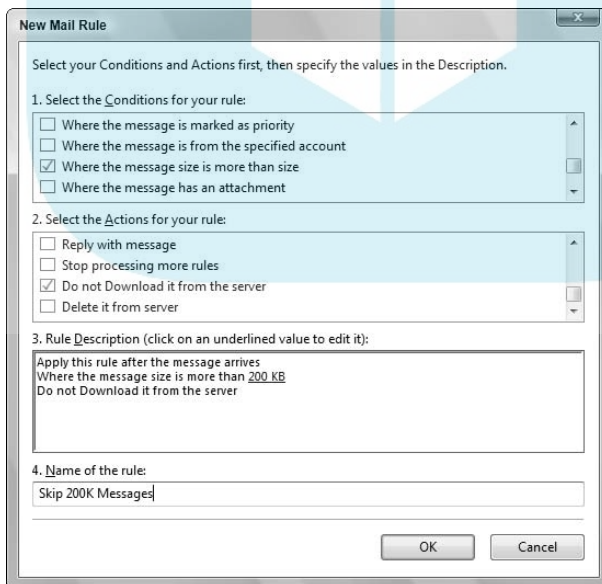 New Mail Rule
Select your Conditions and Actions first, then specify the values in the Description.
1. Select the Conditions for your rule:
Where the message is marked as priority
Where the message is from the specified account
Where the message size is more than size
Where the message has an attachment
2. Select the Actions for your rule:
Reply with message
Stop processing more rules
Do not Download it from the server
Delete it from server
3. Rule Description (click on an underlined value to edit it):
Apply this rule after the message arrives
Where the message size is more than 200 KB
Do not Download it from the server
4. Name of the rule:
Skip 200K Messages
OK
Cancel